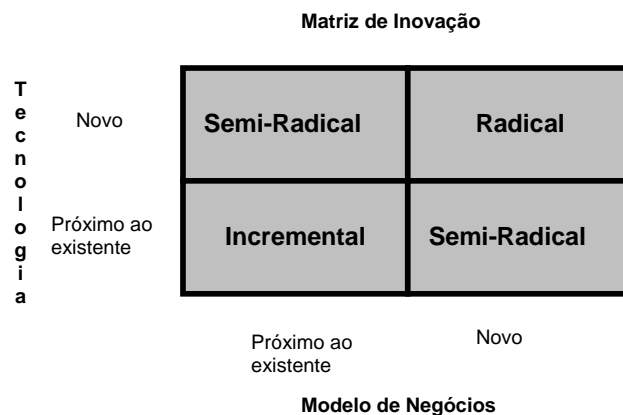 Matriz de Inovação
Tecnologia
Novo
Semi-Radical
Radical
Próximo ao
existente
Incremental
Semi-Radical
Próximo ao
existente
Novo
Modelo de Negócios